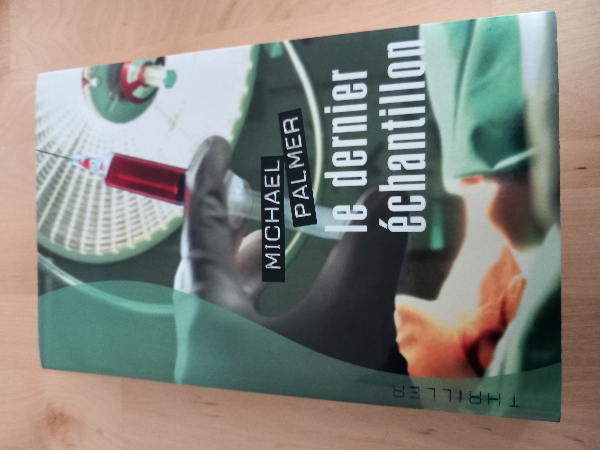 MICHAEL
PALMER
le dernier
échantillon
THRILLER